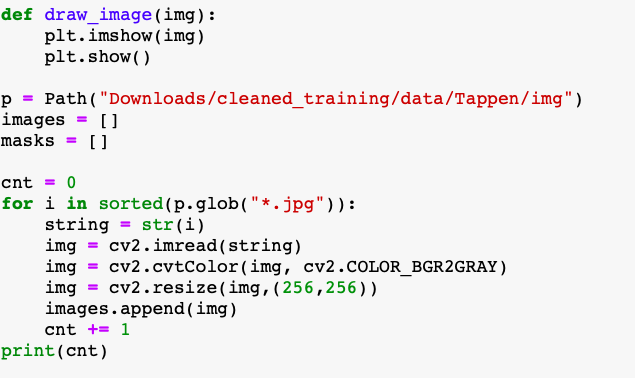 def draw_image(img):
    plt.imshow(img)
    plt.show()

p = Path("Downloads/cleaned_training/data/Tappen/img")
images = []
masks = []

cnt = 0
for i in sorted(p.glob("*.jpg")):
    string = str(i)
    img = cv2.imread(string)
    img = cv2.cvtColor(img, cv2.COLOR_BGR2GRAY)
    img = cv2.resize(img,(256,256))
    images.append(img)
    cnt += 1
print(cnt)